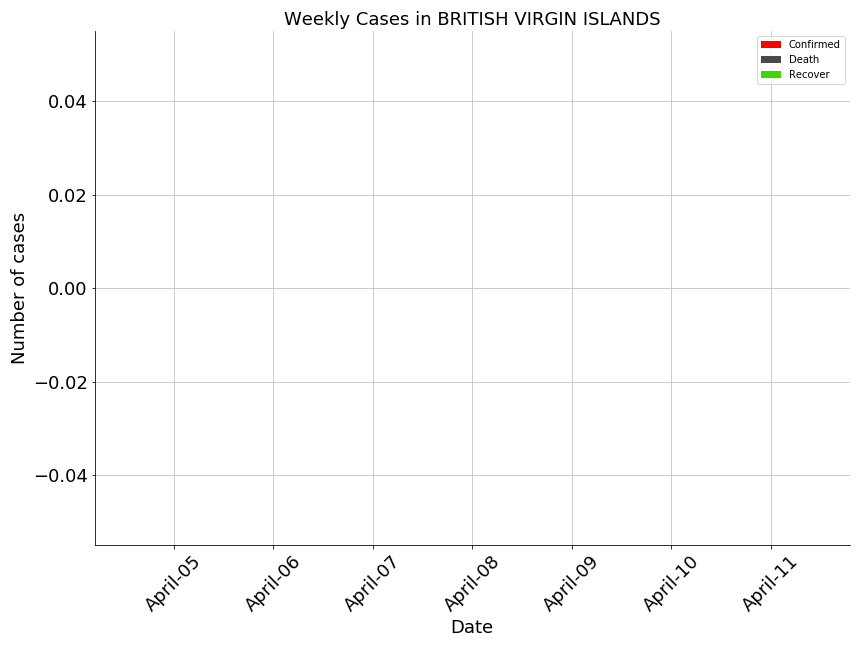 Weekly Cases in BRITISH VIRGIN ISLANDS
Confirmed
Death
Recover
Number of cases
0.04
0.02
0.00
−0.02
−0.04
April-05
April-06
April-07
April-08
April-09
April-10
April-11
Date